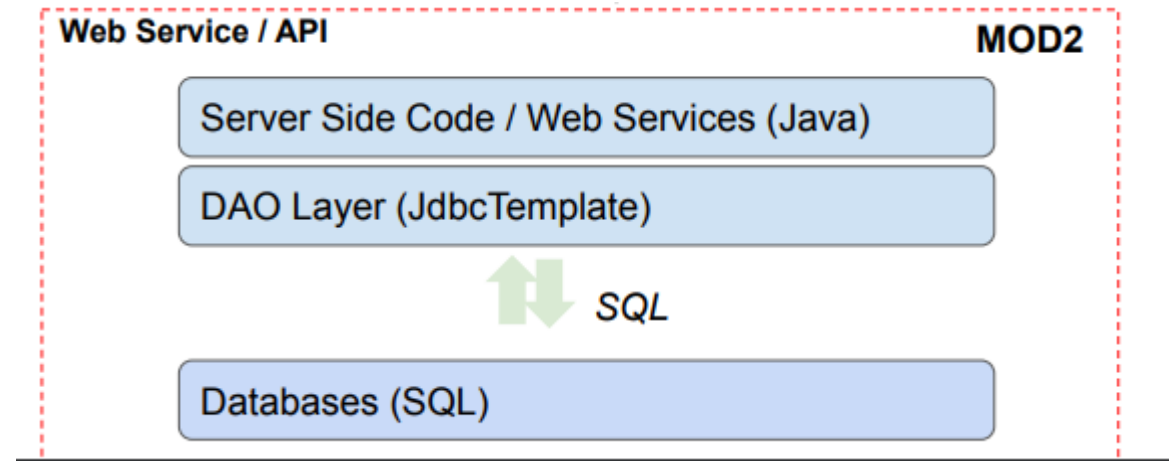 Web Service / API
MOD2
Server Side Code / Web Services (Java)
DAO Layer (JdbcTemplate)
SQL
Databases (SQL)